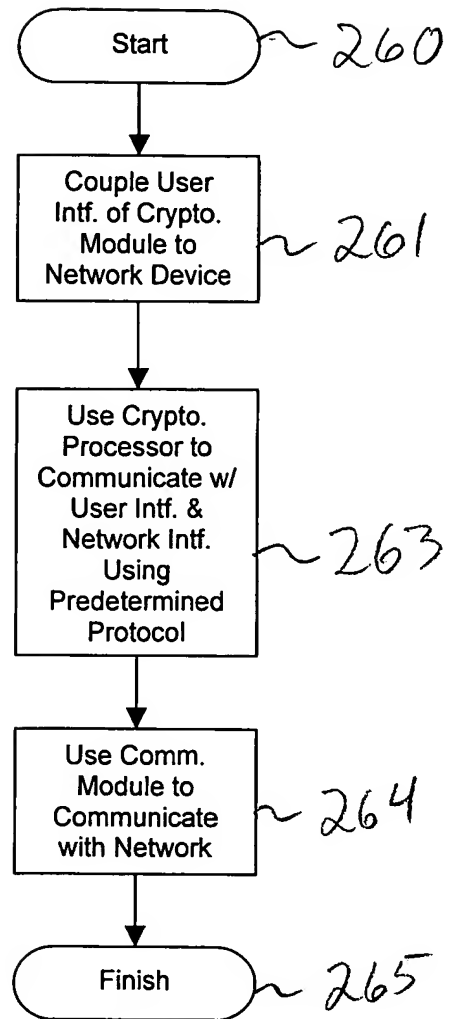 Start
260
Couple User
Intf. of Crypto.
Module to
Network Device
261
Use Crypto.
Processor to
Communicate w/
User Intf. &
Network Intf.
Using
Predetermined
Protocol
263
Use Comm.
Module to
Communicate
with Network
264
Finish
265